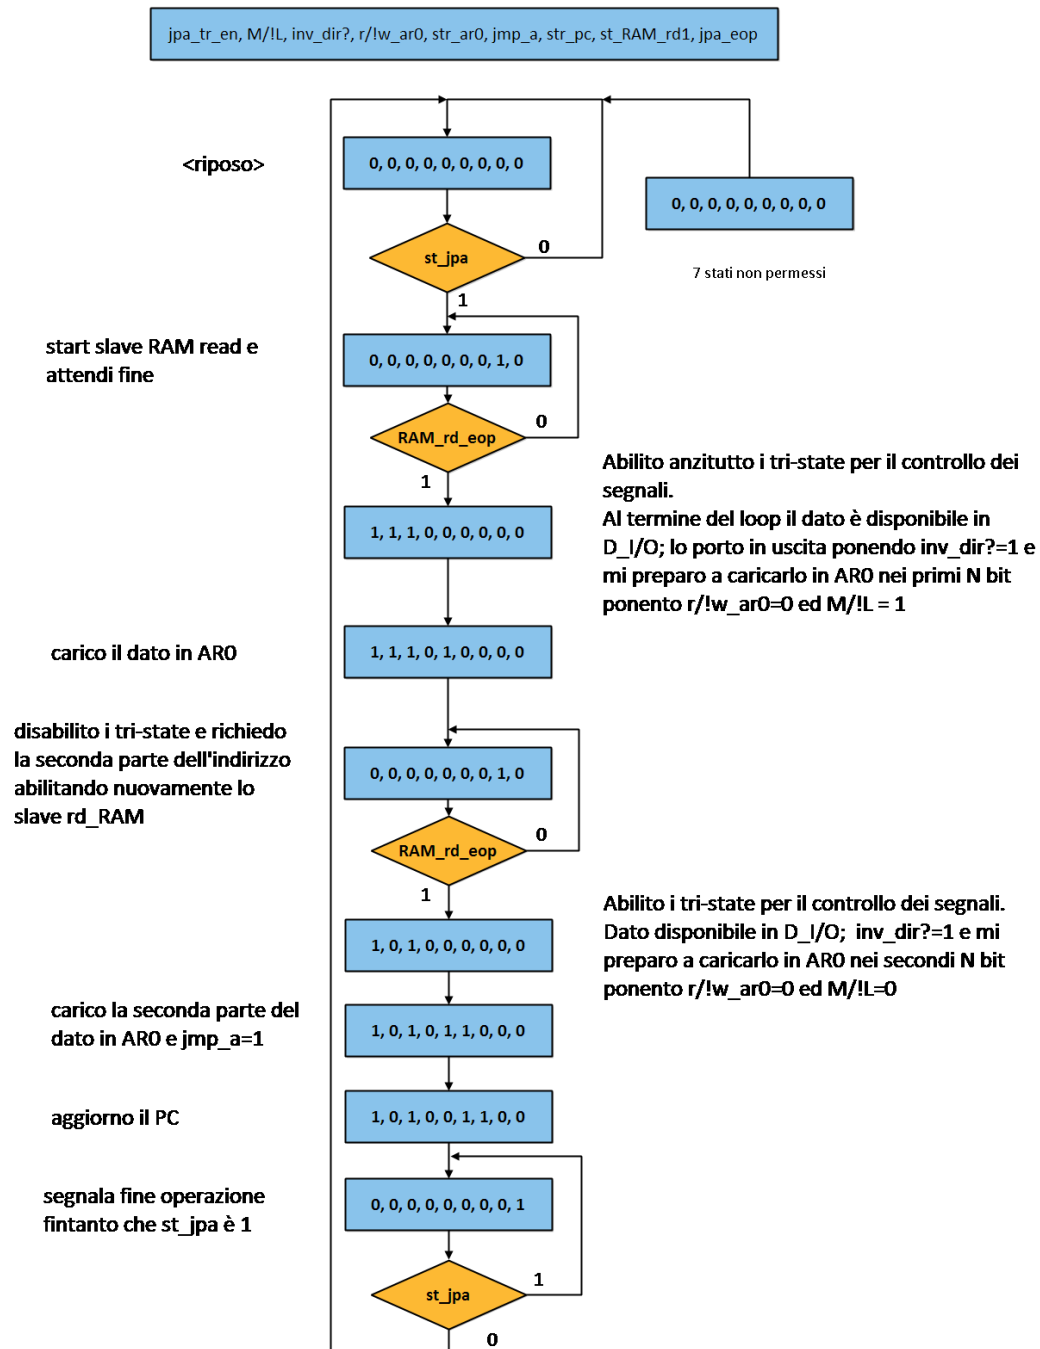 jpa_tr_en, M/!L, inv_dir?, r/!w_ar0, str_ar0, jmp_a, str_pc, st_RAM_rd1, jpa_eop
<riposo>
0, 0, 0, 0, 0, 0, 0, 0, 0
0, 0, 0, 0, 0, 0, 0, 0, 0
7 stati non permessi
st_jpa
0
1
start slave RAM read e
attendi fine
0, 0, 0, 0, 0, 0, 0, 1, 0
RAM_rd_eop
0
1
Abilito anzitutto i tri-state per il controllo dei
segnali.
Al termine del loop il dato è disponibile in
D_I/O; lo porto in uscita ponendo inv_dir?=1 e
mi preparo a caricarlo in AR0 nei primi N bit
ponento r/!w_ar0=0 ed M/!L = 1
1, 1, 1, 0, 0, 0, 0, 0, 0
carico il dato in AR0
1, 1, 1, 0, 1, 0, 0, 0, 0
disabilito i tri-state e richiedo
la seconda parte dell'indirizzo
abilitando nuovamente lo
slave rd_RAM
0, 0, 0, 0, 0, 0, 0, 1, 0
RAM_rd_eop
0
1
Abilito i tri-state per il controllo dei segnali.
Dato disponibile in D_I/O;  inv_dir?=1 e mi
preparo a caricarlo in AR0 nei secondi N bit
ponento r/!w_ar0=0 ed M/!L=0
1, 0, 1, 0, 0, 0, 0, 0, 0
carico la seconda parte del
dato in AR0 e jmp_a=1
1, 0, 1, 0, 1, 1, 0, 0, 0
aggiorno il PC
1, 0, 1, 0, 0, 1, 1, 0, 0
segnala fine operazione
fintanto che st_jpa è 1
0, 0, 0, 0, 0, 0, 0, 0, 1
st_jpa
1
0